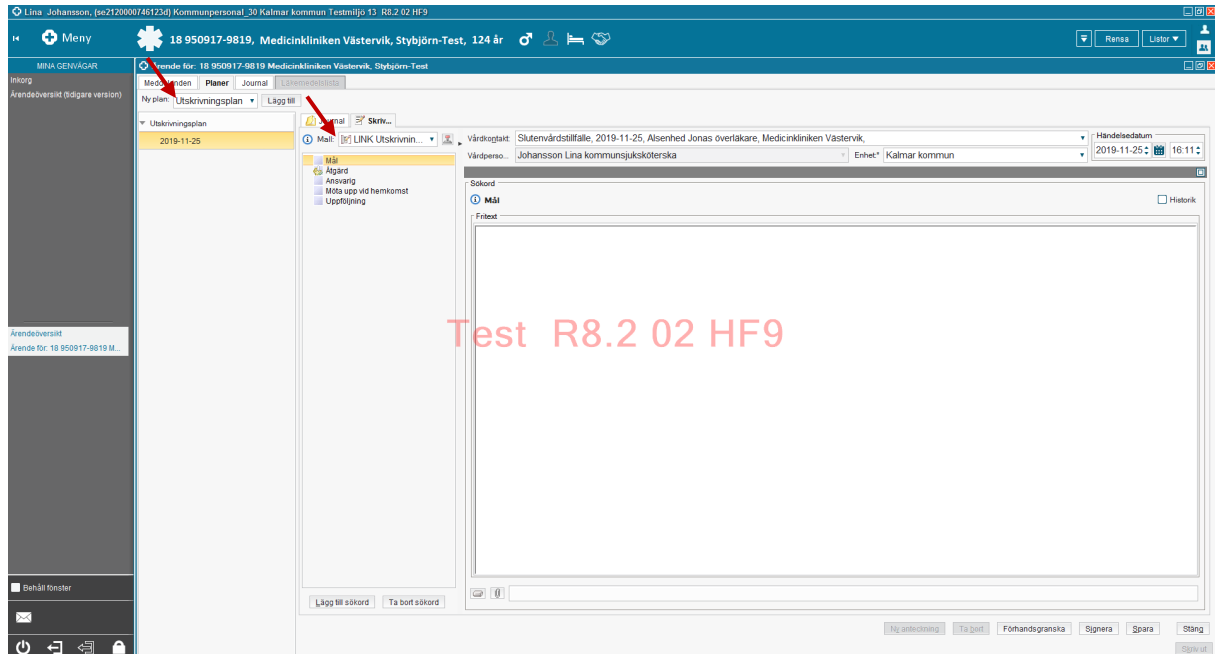 Lina Johansson, (se2120000746123d) Kommunpersonal_30 Kalmar kommun Testmiljö 13 R8.2 02 HF9
Meny
18 950917-9819, Medicinkliniken Västervik, Stybjörn-Test, 124 år
Rensa
Listor
MINA GENVÄGAR
Inkorg
Ärendeöversikt (tidigare version)
Ärendeöversikt
Ärende för: 18 950917-9819 M...
Behåll fönster
Ärende för: 18 950917-9819 Medicinkliniken Västervik, Stybjörn-Test
Planer
Journal
Läkemedelslista
Ny plan: Utskrivningsplan
Lägg till
Utskrivningsplan
2019-11-25
Skriv...
Mall: LINK Utskrivnin...
Mål
Åtgärd
Ansvarig
Möta upp vid hemkomst
Uppföljning
Lägg till sökord
Ta bort sökord
Vårdkontakt: Slutenvårdstillfälle, 2019-11-25, Alsenhed Jonas överläkare, Medicinkliniken Västervik,
Händelsedatum
2019-11-25 16:11
Vårdperso... Johansson Lina kommunsjuksköterska
Enhet:* Kalmar kommun
Sökord
Mål
Historik
Fritext
Test R8.2 02 HF9
Ny anteckning
Ta bort
Förhandsgranska
Signera
Spara
Stäng
Skriv ut